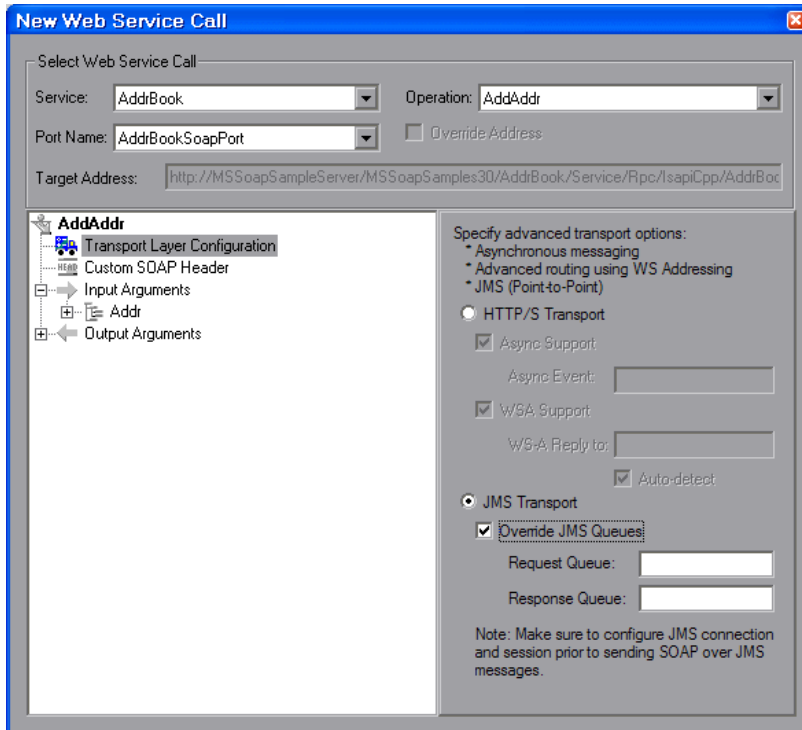 New Web Service Call
Select Web Service Call
Service: AddrBook Operation: AddAddr
Port Name: AddrBookSoapPort Override Address
Target Address: http://MSSoapSampleServer/MSSoapSamples30/AddrBook/Service/Rpc/IsapiCpp/AddrBoo
AddAddr
Transport Layer Configuration
HEAD Custom SOAP Header
Input Arguments
Addr
Output Arguments
Specify advanced transport options:
* Asynchronous messaging
* Advanced routing using WS Addressing
* JMS (Point-to-Point)
HTTP/S Transport
Async Support
Async Event:
WSA Support
WS-A Reply to:
Auto-detect
JMS Transport
Override JMS Queues
Request Queue:
Response Queue:
Note: Make sure to configure JMS connection
and session prior to sending SOAP over JMS
messages.